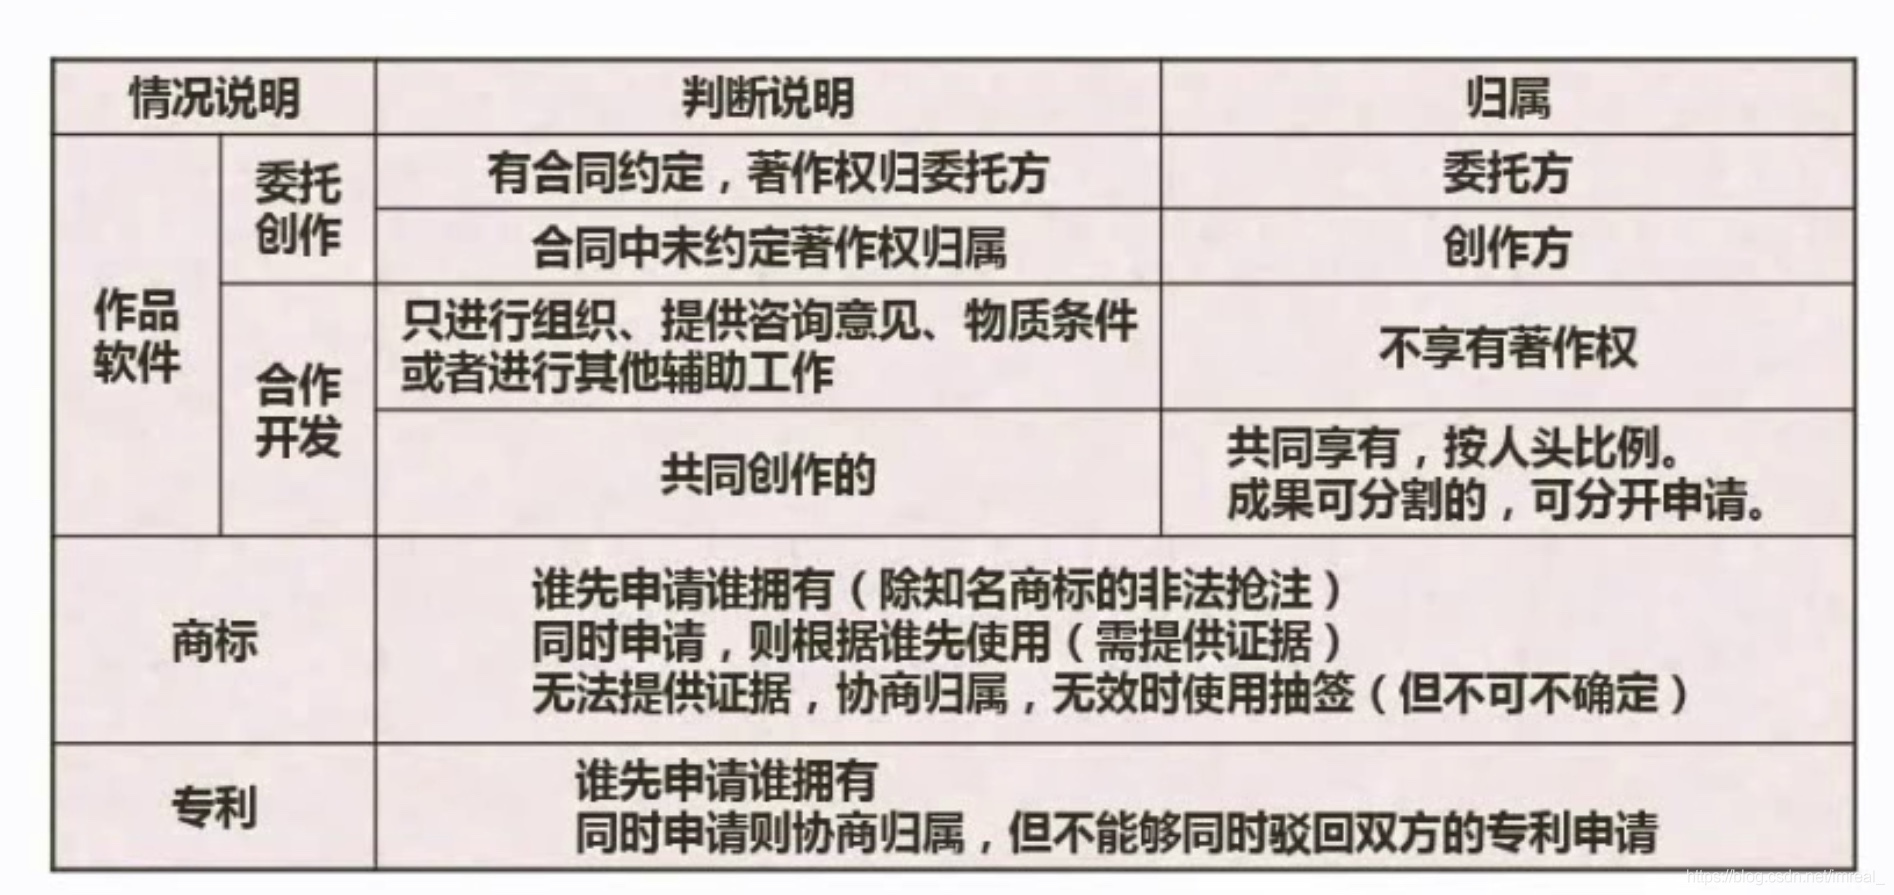 情况说明
判断说明
归属
作品
软件
委托
创作
有合同约定，著作权归委托方
委托方
合同中未约定著作权归属
创作方
合作
开发
只进行组织、提供咨询意见、物质条件
或者进行其他辅助工作
不享有著作权
共同创作的
共同享有，按人头比例。
成果可分割的，可分开申请。
商标
谁先申请谁拥有（除知名商标的非法抢注）
同时申请，则根据谁先使用（需提供证据）
无法提供证据，协商归属，无效时使用抽签（但不可不确定）
专利
谁先申请谁拥有
同时申请则协商归属，但不能够同时驳回双方的专利申请
https://blog.csdn.net/imreal_